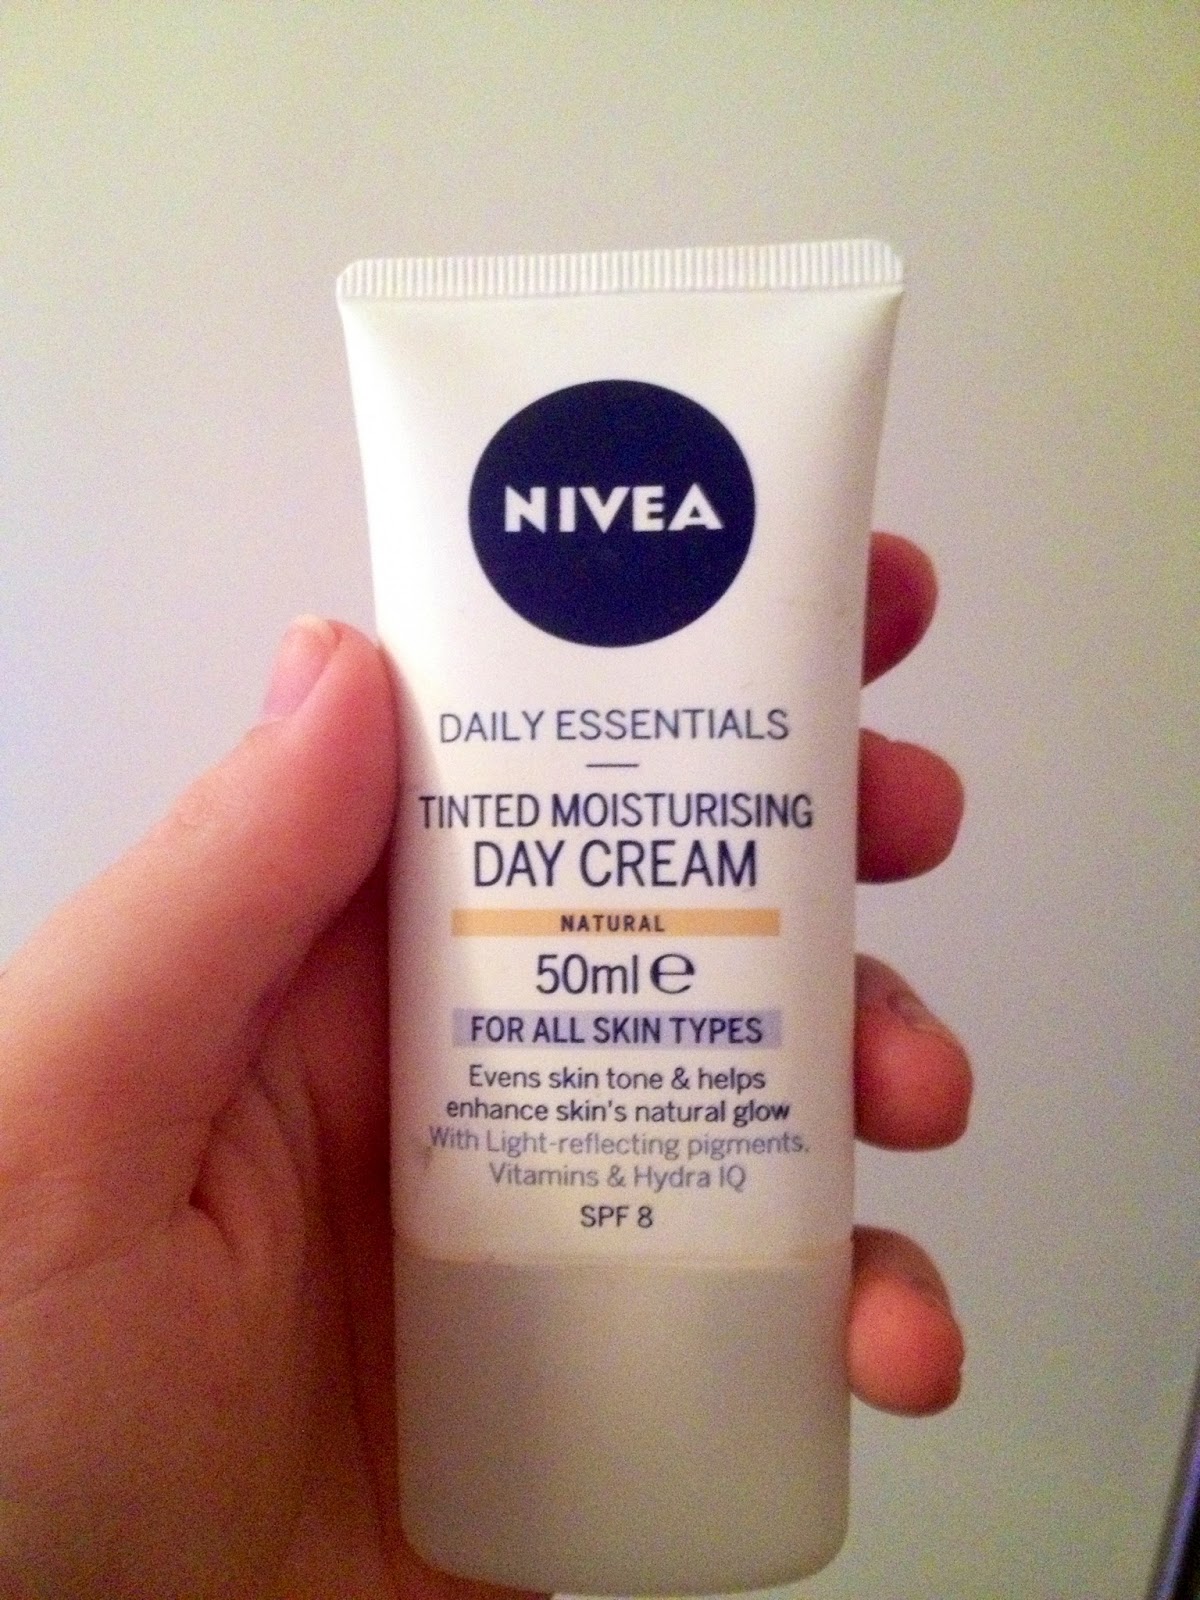 NIVEA
DAILY ESSENTIALS
TINTED MOISTURISING
DAY CREAM
NATURAL
50ml ℮
FOR ALL SKIN TYPES
Evens skin tone & helps
enhance skin's natural glow
With Light-reflecting pigments,
Vitamins & Hydra IQ
SPF 8